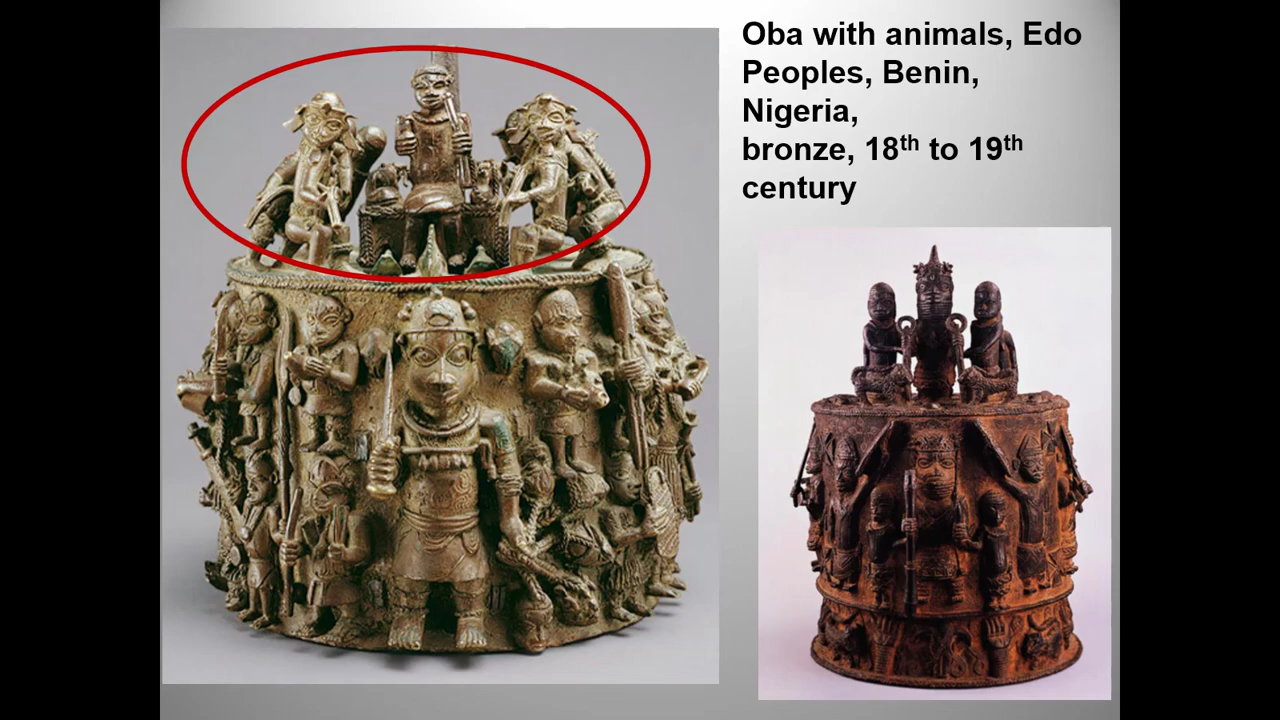 Oba with animals, Edo
Peoples, Benin,
Nigeria,
bronze, 18th to 19th
century